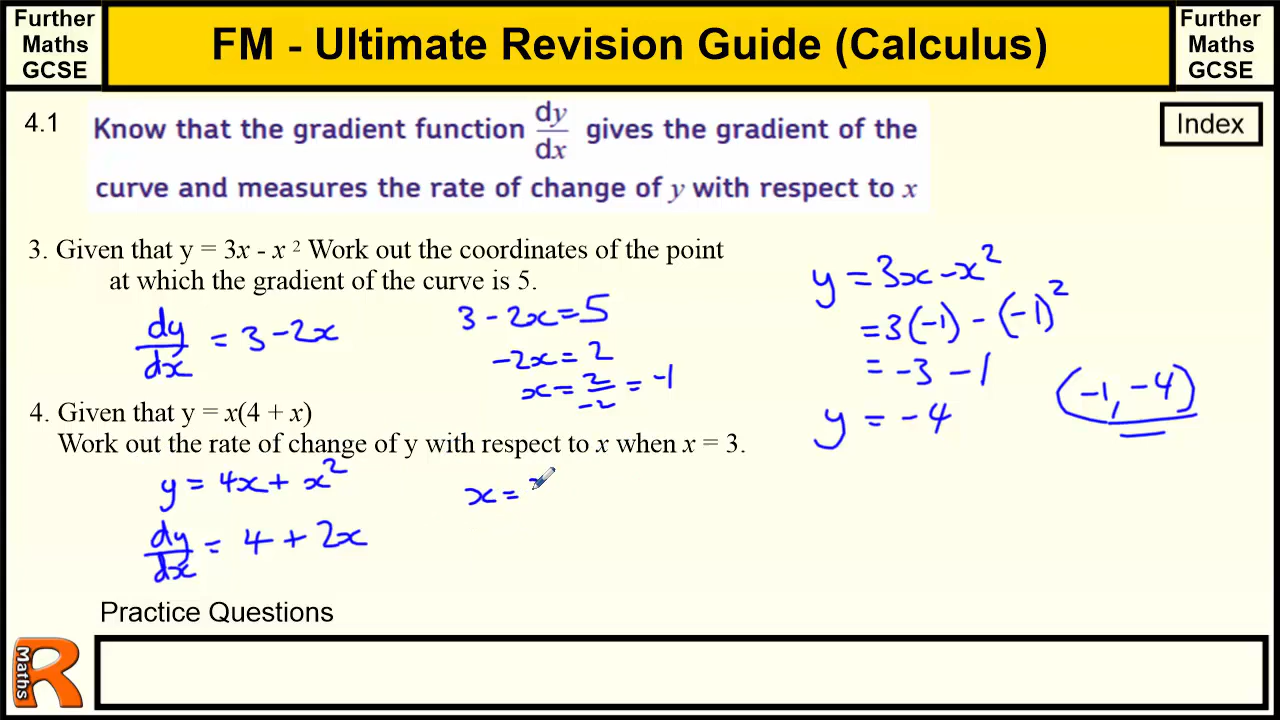 Further
Maths
GCSE
FM - Ultimate Revision Guide (Calculus)
Further
Maths
GCSE
4.1
Know that the gradient function dy/dx gives the gradient of the
curve and measures the rate of change of y with respect to x
Index
3. Given that y = 3x - x² Work out the coordinates of the point
at which the gradient of the curve is 5.
dy/dx = 3 - 2x
3 - 2x = 5
-2x = 2
x = 2/-2 = -1
y = 3x - x²
= 3(-1) - (-1)²
= -3 - 1
y = -4
(-1, -4)
4. Given that y = x(4 + x)
Work out the rate of change of y with respect to x when x = 3.
y = 4x + x²
dy/dx = 4 + 2x
x =
Practice Questions
R
Maths